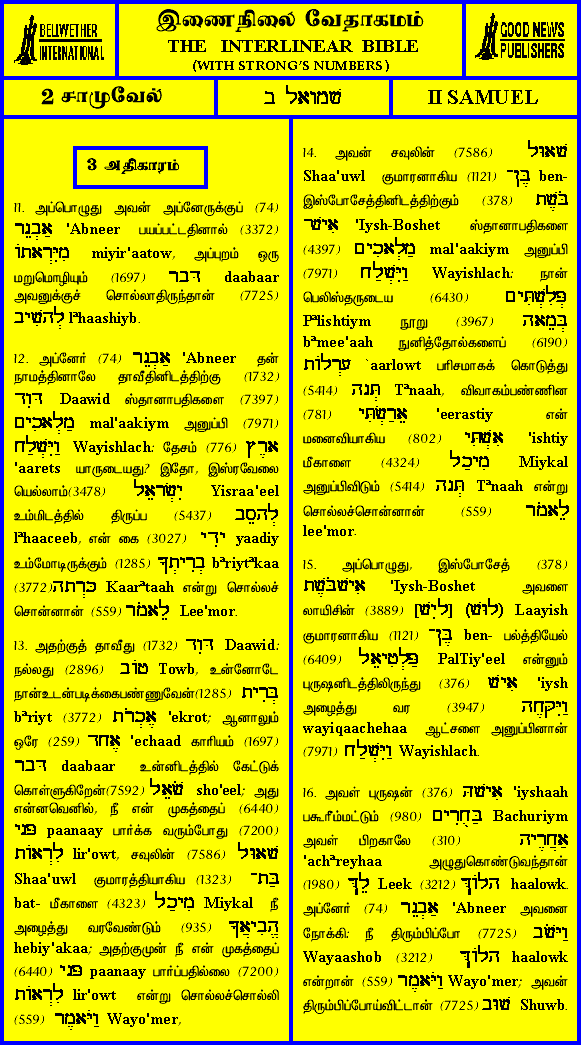 BELLWETHER
INTERNATIONAL
இணைநிலை வேதாகமம்
THE INTERLINEAR BIBLE
(WITH STRONG'S NUMBERS)
GOOD NEWS
PUBLISHERS
2 சாமுவேல்
שמואל ב
II SAMUEL
3 அதிகாரம்
11. அப்பொழுது அவன் அப்னேருக்குப் (74)
אַבְנֵר 'Abneer பயப்பட்டதினால் (3372)
מִיִּרְאָתוֹ miyir'aatow, அப்புறம் ஒரு
மறுமொழியும் (1697) דָּבָר daabaar
அவனுக்குச் சொல்லாதிருந்தான் (7725)
לְהָשִׁיב lªhaashiyb.
12. அப்னேர் (74) אַבְנֵר 'Abneer தன்
நாமத்தினாலே தாவீதினிடத்திற்கு (1732)
דָּוִד Daawid ஸ்தானாபதிகளை (7397)
מַלְאָכִים mal'aakiym அனுப்பி (7971)
וַיִּשְׁלַח Wayishlach: தேசம் (776) אָרֶץ
'aarets யாருடையது? இதோ, இஸ்ரவேலை
யெல்லாம்(3478) יִשְׂרָאֵל Yisraa'eel
உம்மிடத்தில் திருப்ப (5437) לְהָסֵב
lªhaaceeb, என் கை (3027) יָדִי yaadiy
உம்மோடிருக்கும் (1285) בְּרִיתְךָ bªriytªkaa
(3772) כָּרְתָה Kaarªtaah என்று சொல்லச்
சொன்னான் (559) לֵאמֹר Lee'mor.
13. அதற்குத் தாவீது (1732) דָּוִד Daawid:
நல்லது (2896) טוֹב Towb, உன்னோடே
நான்உடன்படிக்கைபண்ணுவேன்(1285) בְּרִית
bªriyt (3772) אֶכְרֹת 'ekrot; ஆனாலும்
ஒரே (259) אֶחָד 'echaad காரியம் (1697)
דָּבָר daabaar உன்னிடத்தில் கேட்டுக்
கொள்ளுகிறேன்(7592) שֹׁאֵל sho'eel; அது
என்னவெனில், நீ என் முகத்தைப் (6440)
פָּנַי paanaay பார்க்க வரும்போது (7200)
לִרְאוֹת lir'owt, சவுலின் (7586) שָׁאוּל
Shaa'uwl குமாரத்தியாகிய (1323) בַּת־
bat- மீகாளை (4323) מִיכַל Miykal நீ
அழைத்து வரவேண்டும் (935) הֱבִיאֲךָ
hebiy'akaa; அதற்குமுன் நீ என் முகத்தைப்
(6440) פָּנַי paanaay பார்ப்பதில்லை (7200)
לִרְאוֹת lir'owt என்று சொல்லச்சொல்லி
(559) וַיֹּאמֶר Wayo'mer,
14. அவன் சவுலின் (7586) שָׁאוּל
Shaa'uwl குமாரனாகிய (1121) בֶּן־ ben-
இஸ்போசேத்தினிடத்திற்கும் (378) בֹּשֶׁת
אִישׁ 'Iysh-Boshet ஸ்தானாபதிகளை
(4397) מַלְאָכִים mal'aakiym அனுப்பி
(7971) וַיִּשְׁלַח Wayishlach: நான்
பெலிஸ்தருடைய (6430) פְּלִשְׁתִּים
Pªlishtiym நூறு (3967) בְּמֵאָה
bªmee'aah நுனித்தோல்களைப் (6190)
עָרְלוֹת `aarlowt பரிசமாகக் கொடுத்து
(5414) תְּנָה Tªnaah, விவாகம்பண்ணின
(781) אֵרַשְׂתִּי 'eerastiy என்
மனைவியாகிய (802) אִשְׁתִּי 'ishtiy
மீகாளை (4324) מִיכַל Miykal
அனுப்பிவிடும் (5414) תְּנָה Tªnaah என்று
சொல்லச்சொன்னான் (559) לֵאמֹר
lee'mor.
15. அப்பொழுது, இஸ்போசேத் (378)
אִישׁבֹּשֶׁת 'Iysh-Boshet அவளை
லாயிசின் (3889) [לָיִשׁ] (לוּשׁ) Laayish
குமாரனாகிய (1121) בֶּן־ ben- பல்த்தியேல்
(6409) פַּלְטִיאֵל PalTiy'eel என்னும்
புருஷனிடத்திலிருந்து (376) אִישׁ 'iysh
அழைத்து வர (3947) וַיִּקָּחֶהָ
wayiqaachehaa ஆட்களை அனுப்பினான்
(7971) וַיִּשְׁלַח Wayishlach.
16. அவள் புருஷன் (376) אִישָׁהּ 'iyshaah
பகூரீம்மட்டும் (980) בַּחֻרִים Bachuriym
அவள் பிறகாலே (310) אַחֲרֶיהָ
'achªreyhaa அழுதுகொண்டுவந்தான்
(1980) לֵךְ Leek (3212) הָלוֹךְ haalowk.
அப்னேர் (74) אַבְנֵר 'Abneer அவனை
நோக்கி: நீ திரும்பிப்போ (7725) וַיָּשֹׁב
Wayaashob (3212) הָלוֹךְ haalowk
என்றான் (559) וַיֹּאמֶר Wayo'mer; அவன்
திரும்பிப்போய்விட்டான் (7725) שׁוּב Shuwb.